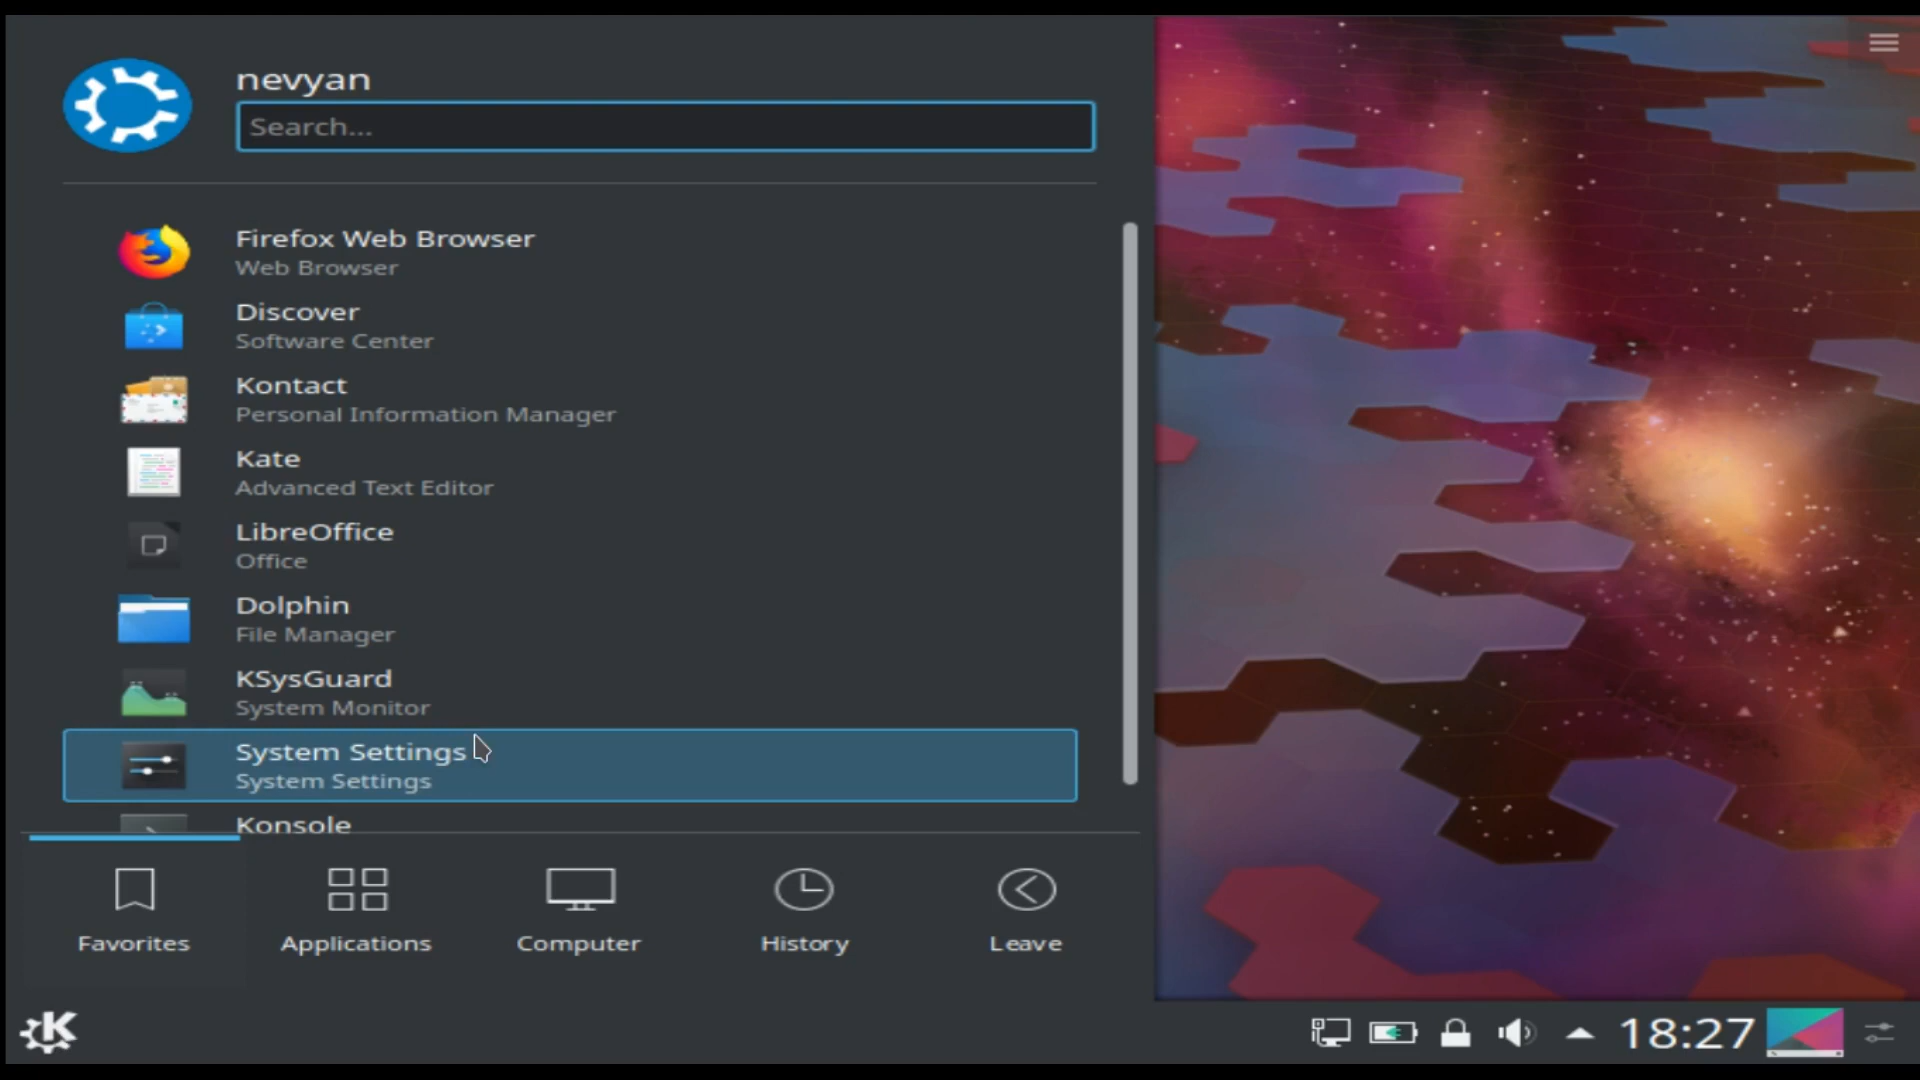 nevyan
Search...
Firefox Web Browser
Web Browser
Discover
Software Center
Kontact
Personal Information Manager
Kate
Advanced Text Editor
LibreOffice
Office
Dolphin
File Manager
KSysGuard
System Monitor
System Settings
System Settings
Konsole
Favorites
Applications
Computer
History
Leave
18:27